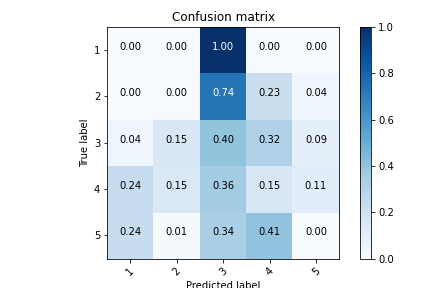 Confusion matrix
1.0
1 0.00 0.00 1.00 0.00 0.00
0.8
2 0.00 0.00 0.74 0.23 0.04
0.6
True label
3 0.04 0.15 0.40 0.32 0.09
0.4
4 0.24 0.15 0.36 0.15 0.11
0.2
5 0.24 0.01 0.34 0.41 0.00
0.0
1 2 3 4 5
Predicted label